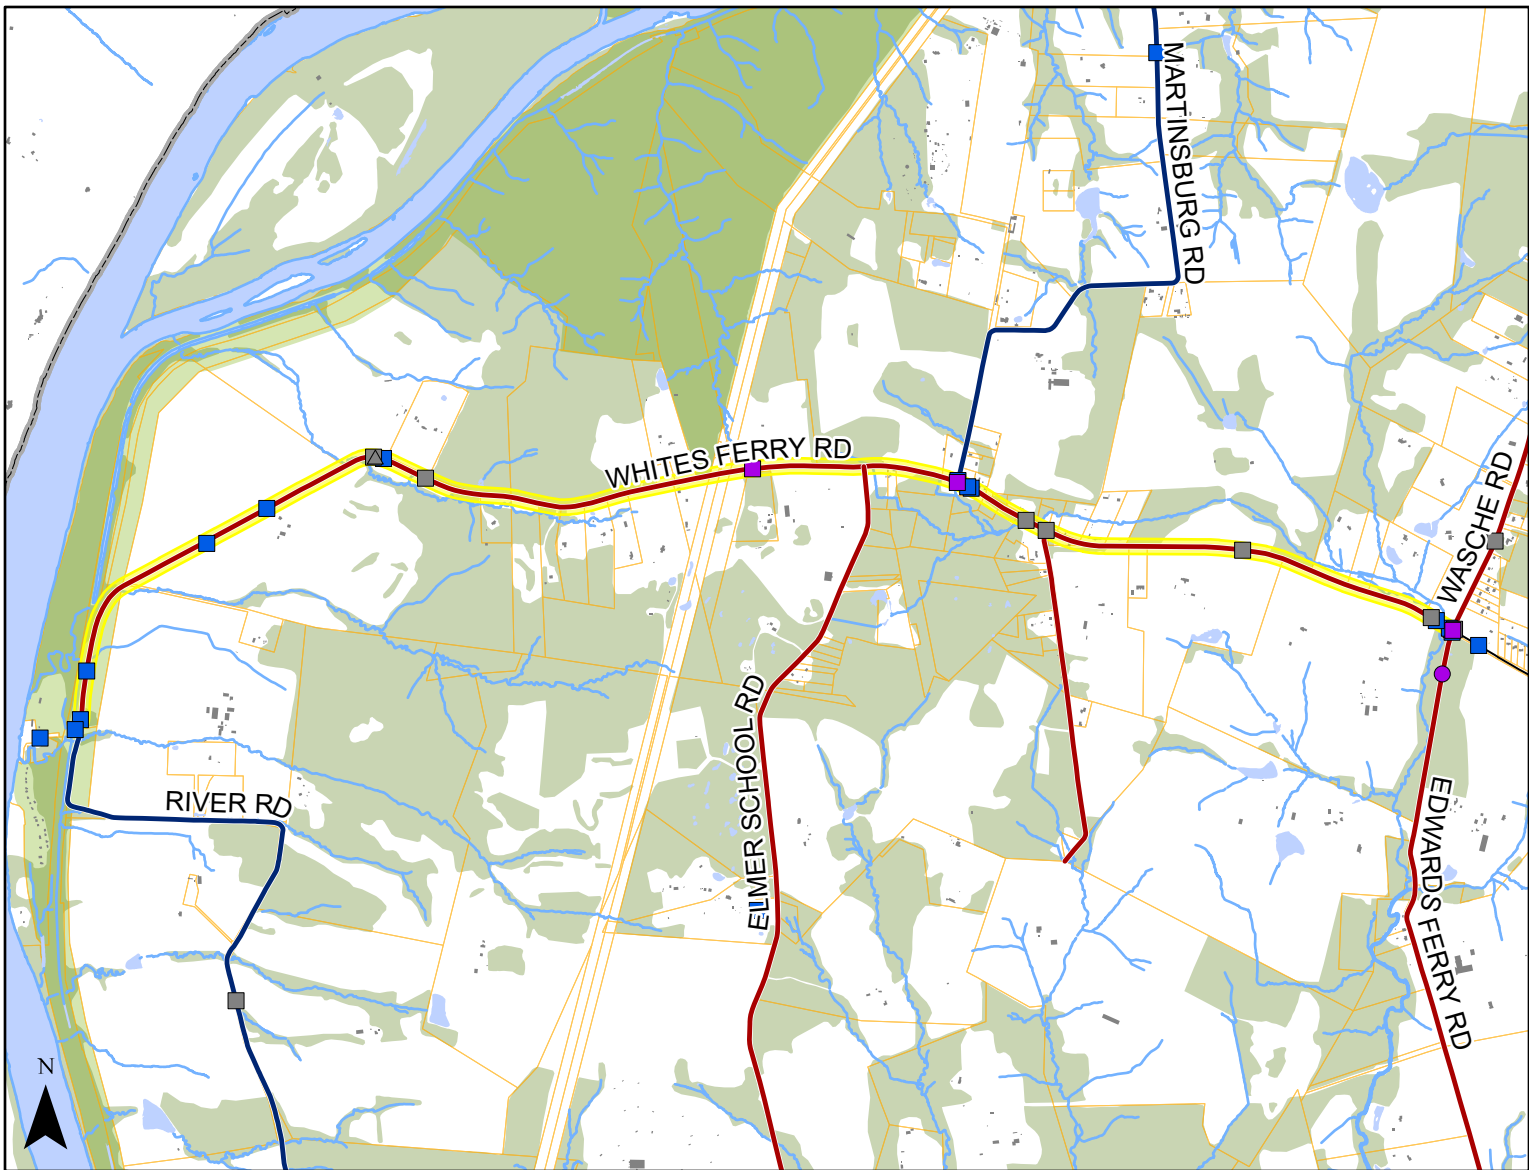 MARTINSBURG RD
WHITES FERRY RD
WASCHE RD
ELMER SCHOOL RD
RIVER RD
EDWARDS FERRY RD
N